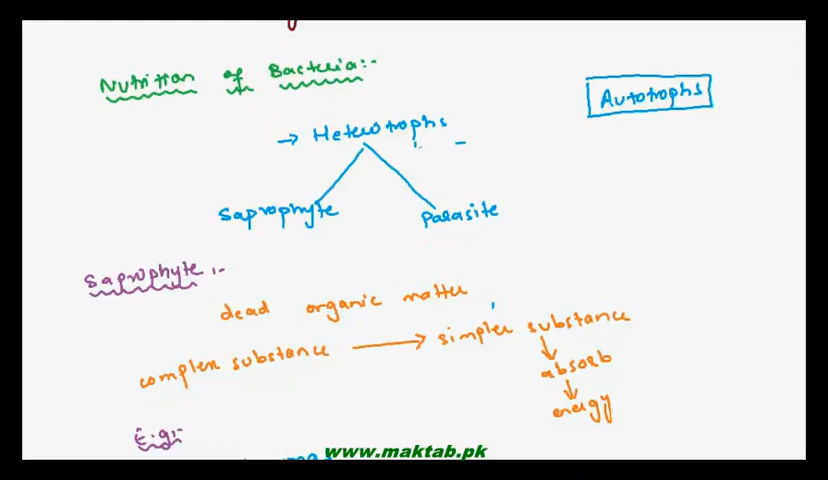 Nutrition of Bacteria:-
Autotrophs
→ Heterotrophs -
Saprophyte Parasite
Saprophyte :-
dead organic matter
complex substance → simpler substance
absorb
energy
E.g:
www.maktab.pk